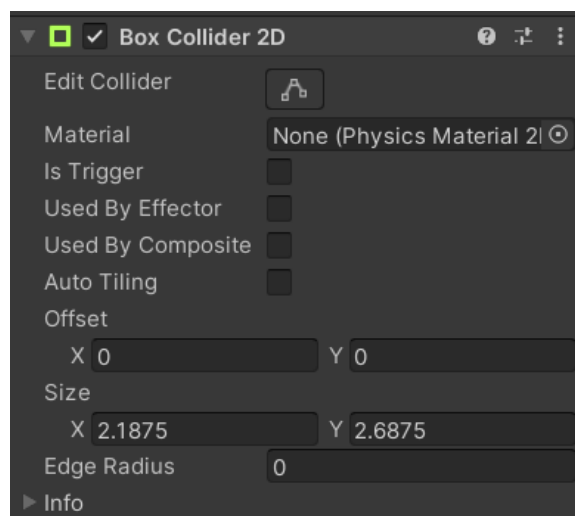 Box Collider 2D
Edit Collider
Material None (Physics Material 2
Is Trigger
Used By Effector
Used By Composite
Auto Tiling
Offset
X 0 Y 0
Size
X 2.1875 Y 2.6875
Edge Radius 0
Info